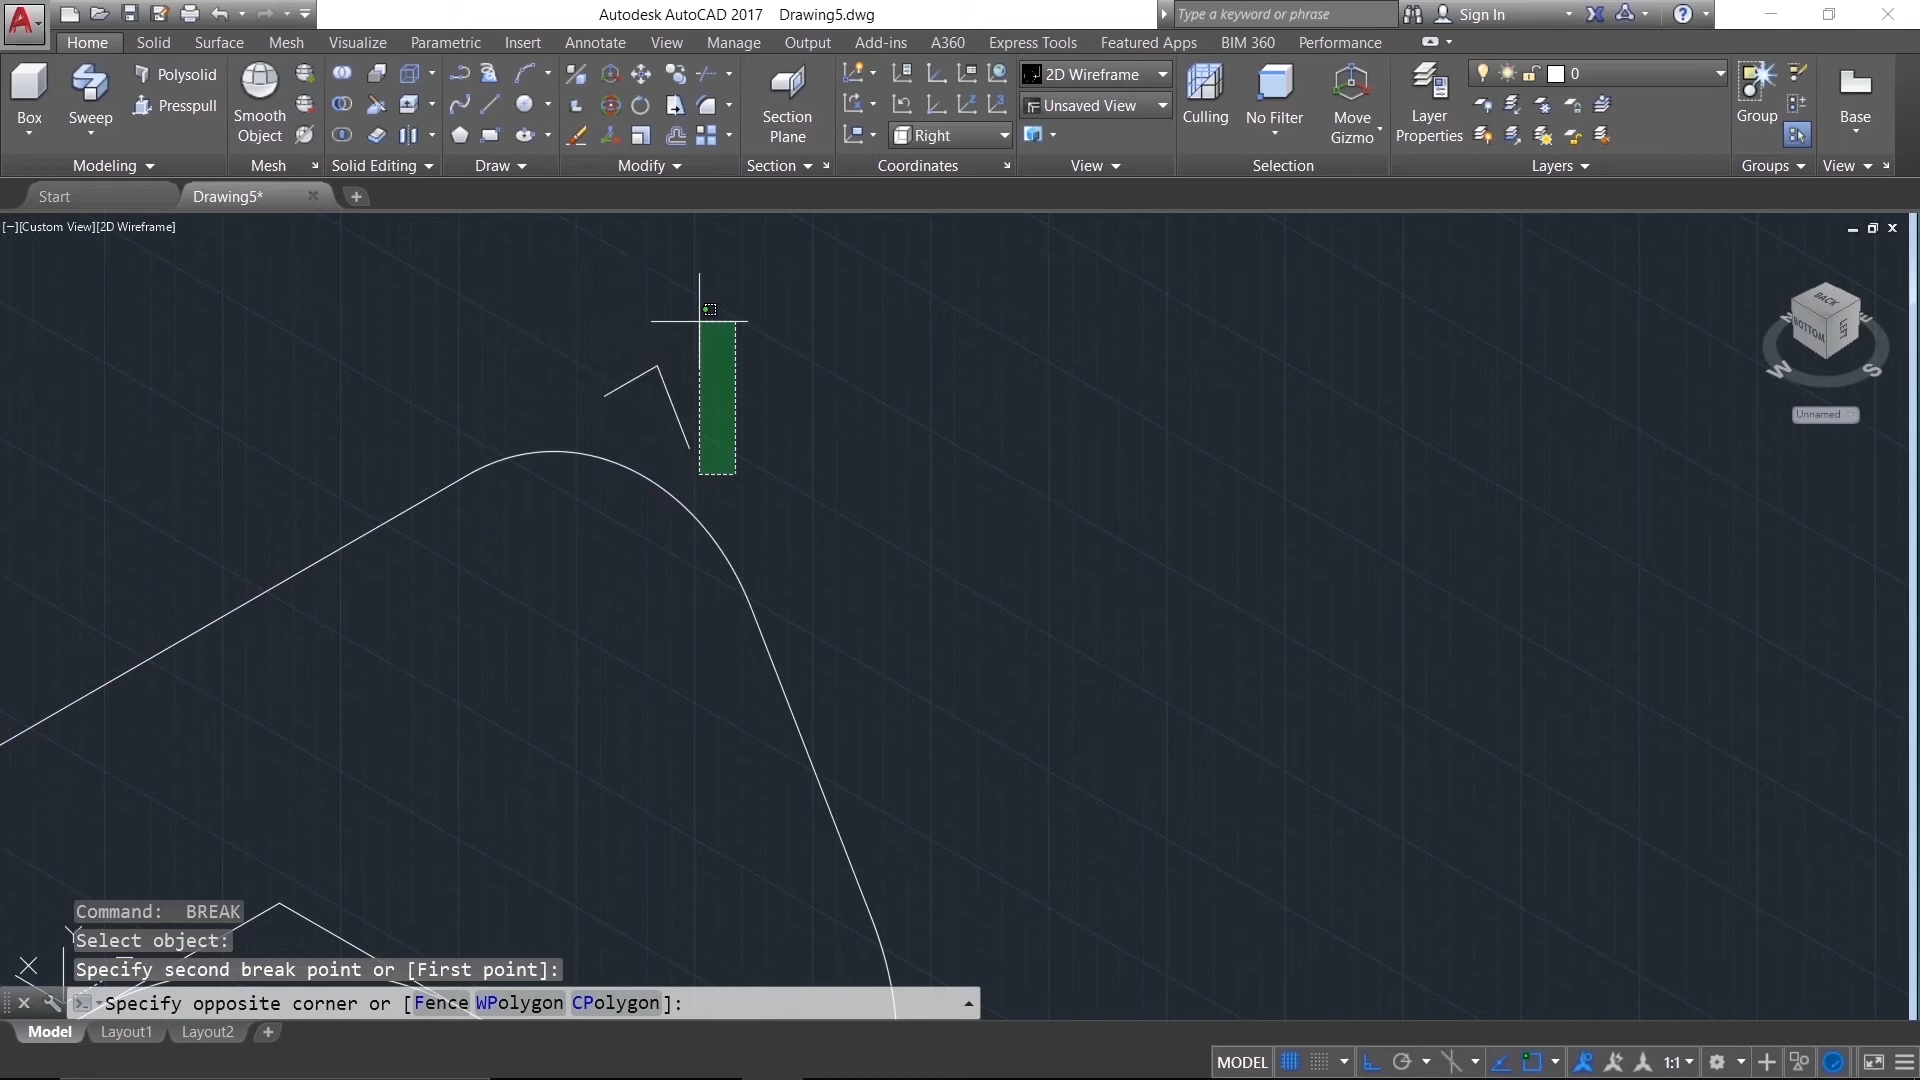 Autodesk AutoCAD 2017 Drawing5.dwg
Type a keyword or phrase
Sign In
Home Solid Surface Mesh Visualize Parametric Insert Annotate View Manage Output Add-ins A360 Express Tools Featured Apps BIM 360 Performance
Box
Sweep
Polysolid
Presspull
Modeling
Smooth
Object
Mesh
Solid Editing
Draw
Modify
Section
Plane
Section
Right
Coordinates
2D Wireframe
Unsaved View
View
Culling
No Filter
Move
Gizmo
Selection
Layer
Properties
0
Layers
Group
Groups
Base
View
Start
Drawing5*
[−][Custom View][2D Wireframe]
BACK
BOTTOM
LEFT
N
E
W
S
Unnamed
Command: BREAK
Select object:
Specify second break point or [First point]:
Specify opposite corner or [Fence WPolygon CPolygon]:
Y
Model Layout1 Layout2
MODEL
1:1